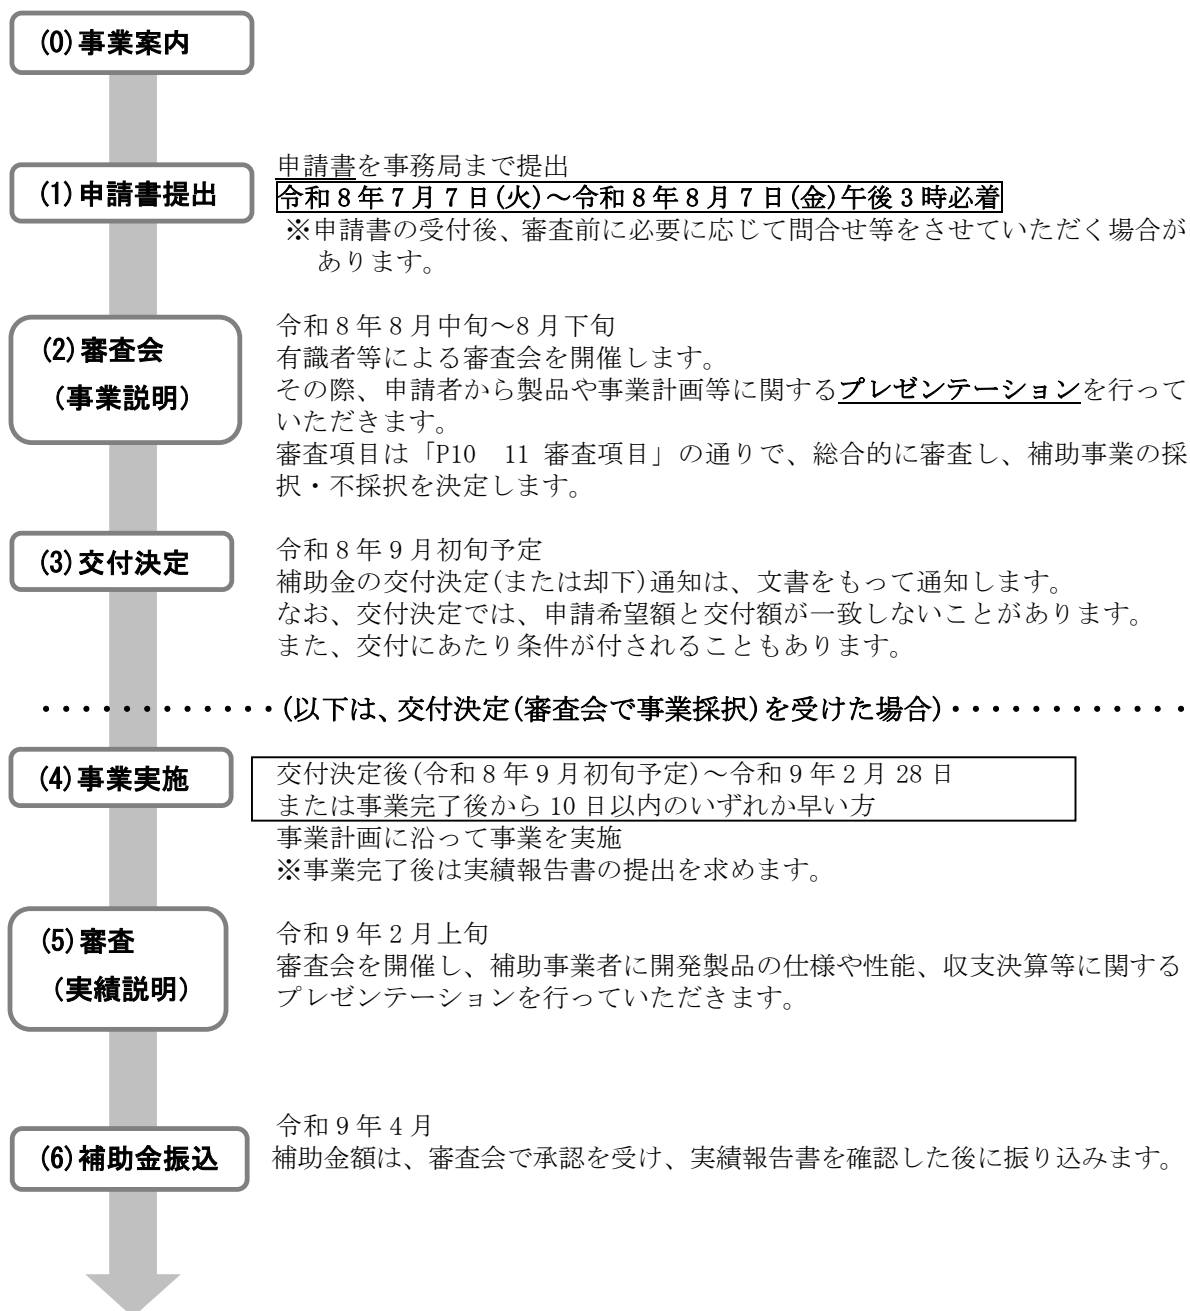 (0)事業案内
(1)申請書提出
申請書を事務局まで提出
令和8年7月7日(火)～令和8年8月7日(金)午後3時必着
※申請書の受付後、審査前に必要に応じて問合せ等をさせていただく場合が
あります。
(2)審査会
(事業説明)
令和8年8月中旬～8月下旬
有識者等による審査会を開催します。
その際、申請者から製品や事業計画等に関するプレゼンテーションを行って
いただきます。
審査項目は「P10 11 審査項目」の通りで、総合的に審査し、補助事業の採
択・不採択を決定します。
(3)交付決定
令和8年9月初旬予定
補助金の交付決定(または却下)通知は、文書をもって通知します。
なお、交付決定では、申請希望額と交付額が一致しないことがあります。
また、交付にあたり条件が付されることもあります。
・・・・・・・・・・・・(以下は、交付決定(審査会で事業採択)を受けた場合)・・・・・・・・・・・・
(4)事業実施
交付決定後(令和8年9月初旬予定)～令和9年2月28日
または事業完了後から10日以内のいずれか早い方
事業計画に沿って事業を実施
※事業完了後は実績報告書の提出を求めます。
(5)審査
(実績説明)
令和9年2月上旬
審査会を開催し、補助事業者に開発製品の仕様や性能、収支決算等に関する
プレゼンテーションを行っていただきます。
(6)補助金振込
令和9年4月
補助金額は、審査会で承認を受け、実績報告書を確認した後に振り込みます。